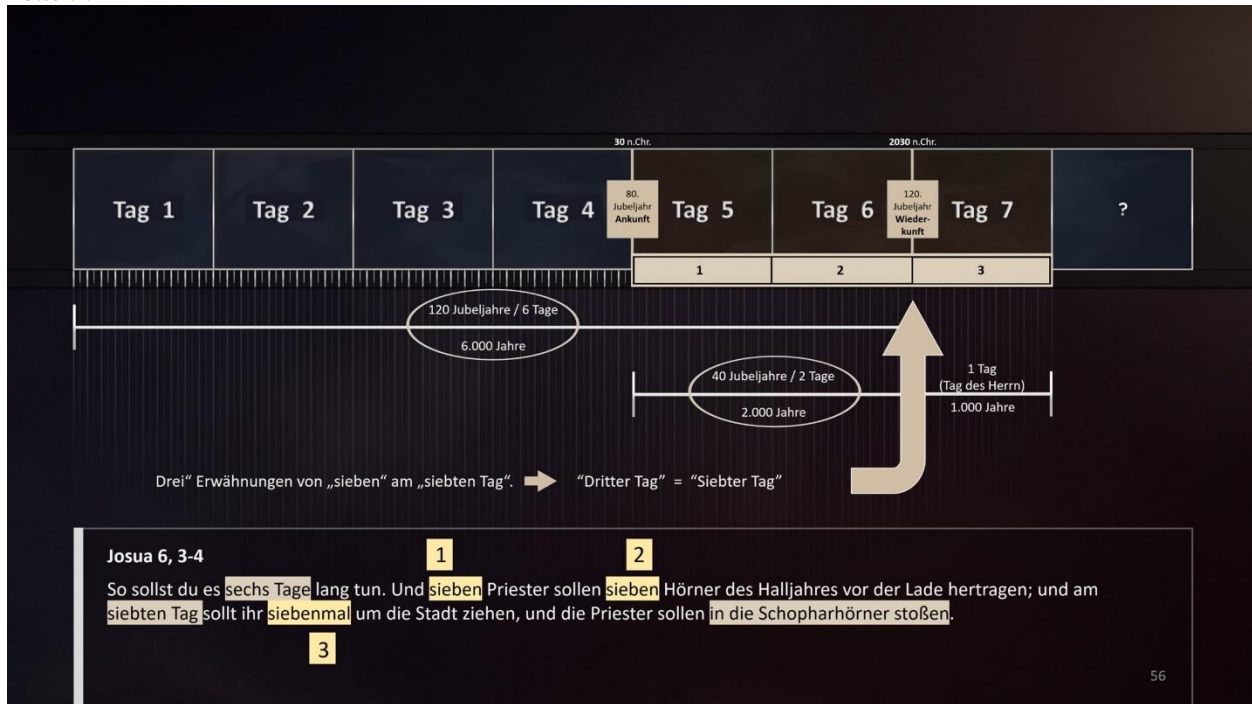 30 n.Chr.
2030 n.Chr.
Tag 1
Tag 2
Tag 3
Tag 4
80.
Jubeljahr
Ankunft
Tag 5
Tag 6
120.
Jubeljahr
Wieder-
kunft
Tag 7
?
1
2
3
120 Jubeljahre / 6 Tage
6.000 Jahre
40 Jubeljahre / 2 Tage
2.000 Jahre
1 Tag
(Tag des Herrn)
1.000 Jahre
Drei“ Erwähnungen von „sieben“ am „siebten Tag“.
“Dritter Tag” = “Siebter Tag”
Josua 6, 3-4
1
2
So sollst du es sechs Tage lang tun. Und sieben Priester sollen sieben Hörner des Halljahres vor der Lade hertragen; und am
siebten Tag sollt ihr siebenmal um die Stadt ziehen, und die Priester sollen in die Schopharhörner stoßen.
3
56